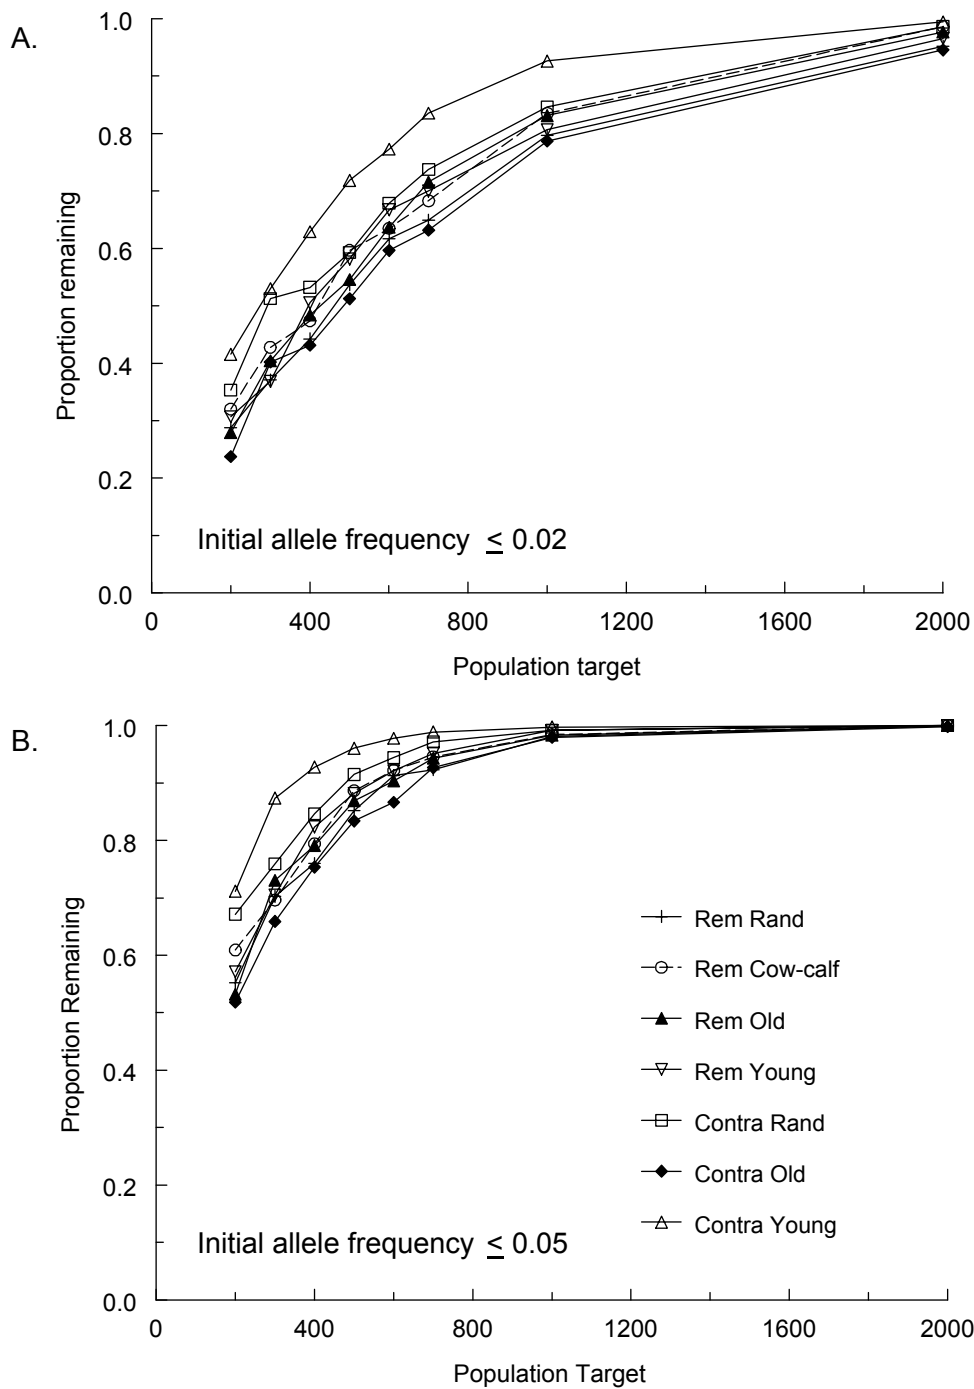 A.
1.0
0.8
0.6
0.4
0.2
0.0
Proportion remaining
Initial allele frequency ≤ 0.02
0 400 800 1200 1600 2000
Population target
B.
1.0
0.8
0.6
0.4
0.2
0.0
Proportion Remaining
Rem Rand
Rem Cow-calf
Rem Old
Rem Young
Contra Rand
Contra Old
Contra Young
Initial allele frequency ≤ 0.05
0 400 800 1200 1600 2000
Population Target